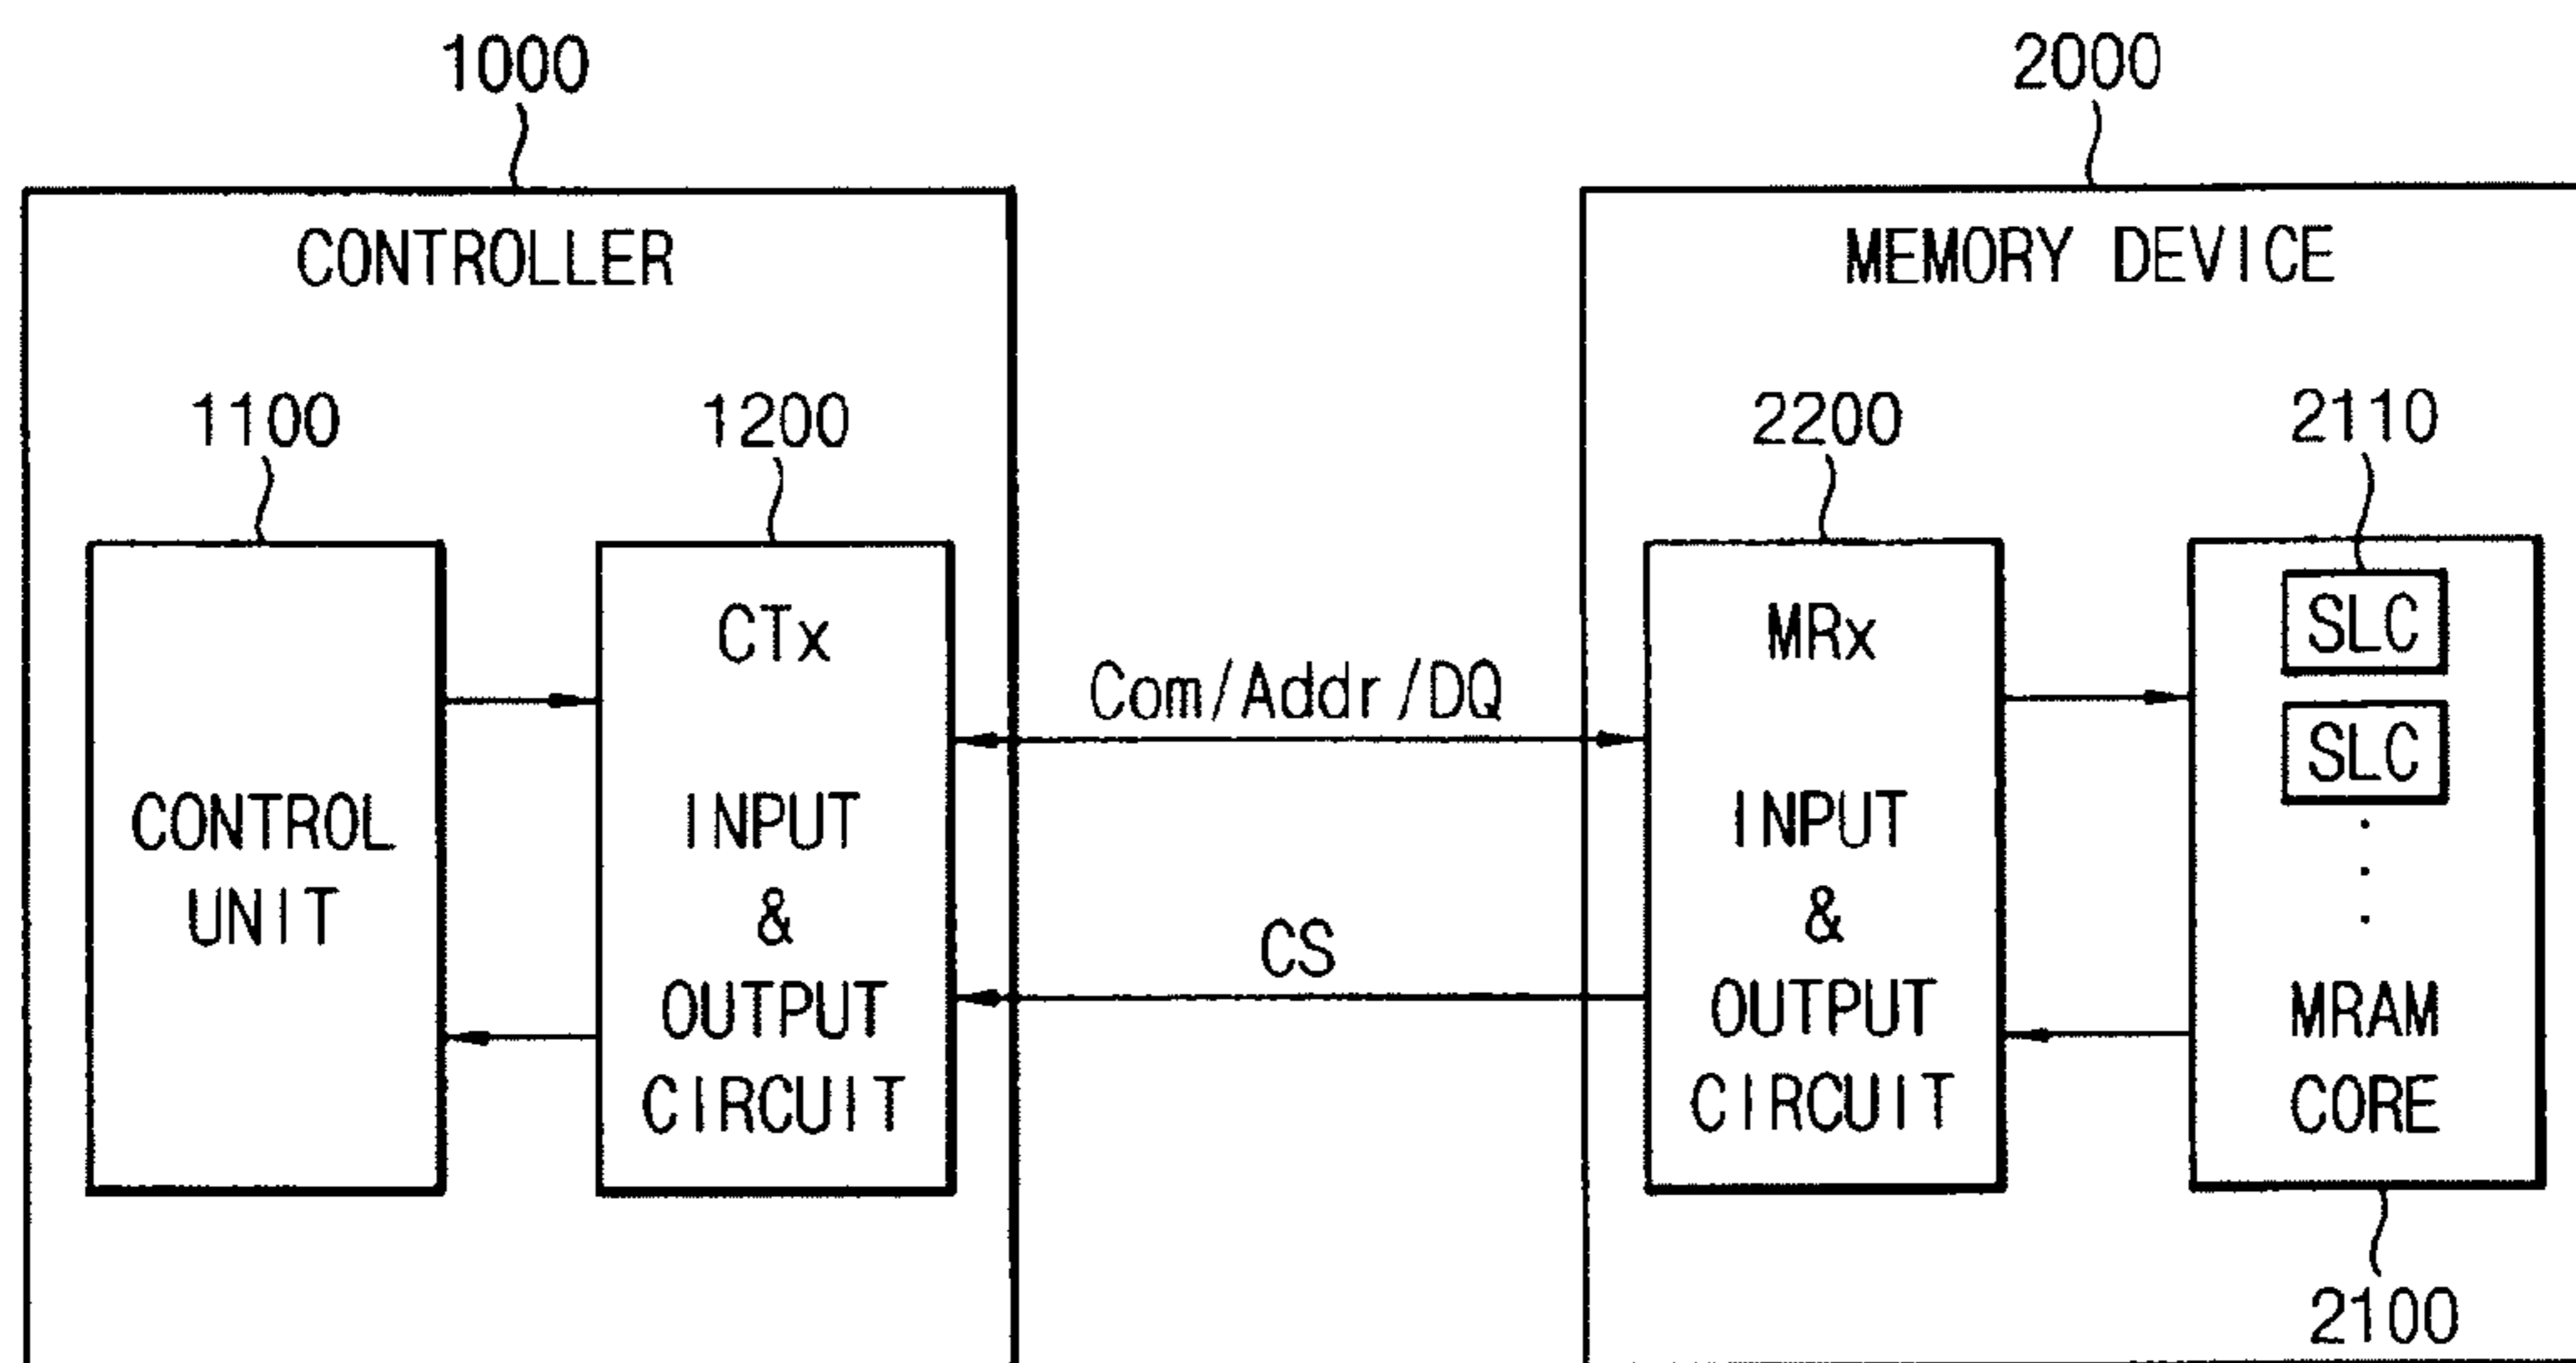 1000
2000
CONTROLLER
MEMORY DEVICE
1100
1200
2200
2110
CONTROL
UNIT
CTx
INPUT
&
OUTPUT
CIRCUIT
Com/Addr/DQ
CS
MRx
INPUT
&
OUTPUT
CIRCUIT
SLC
SLC
MRAM
CORE
2100